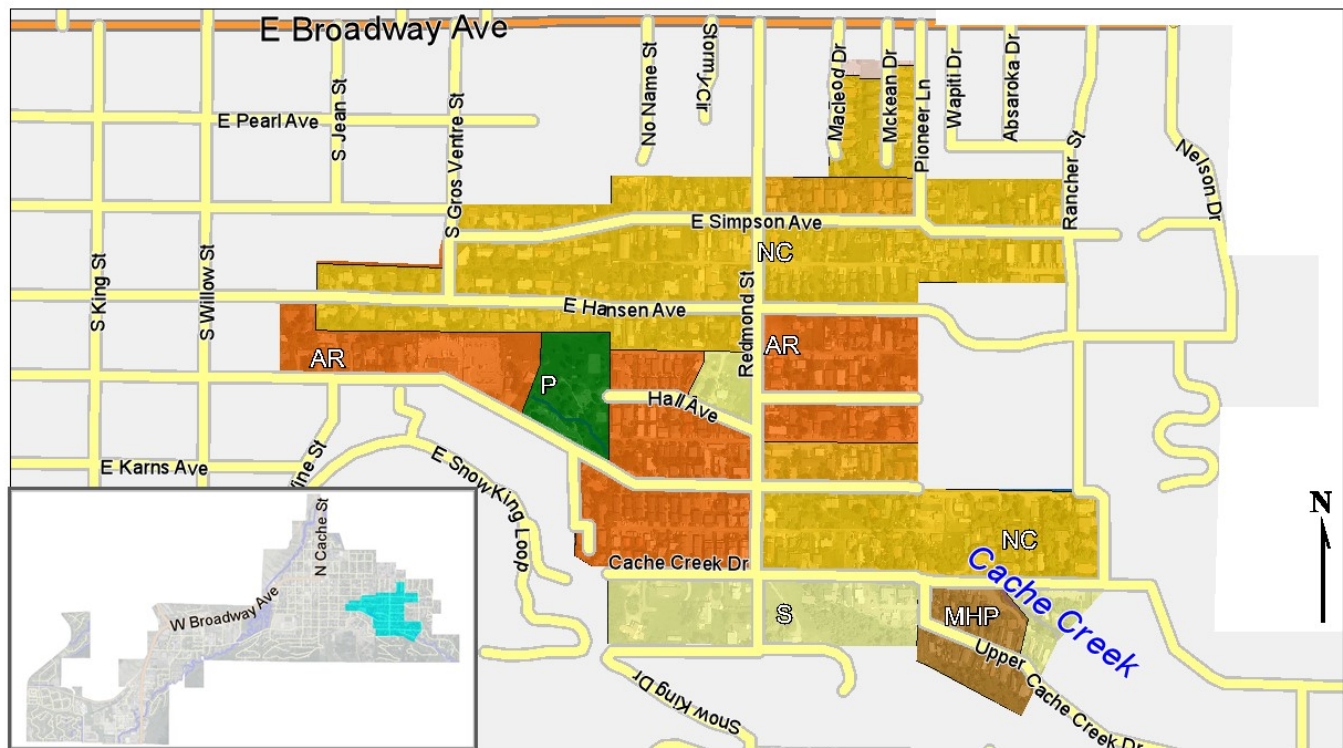 E Broadway Ave
No Name St
Stormy Cir
Macleod Dr
Mckean Dr
Pioneer Ln
Wapiti Dr
Absaroka Dr
S Jean St
S Gros Ventre St
E Pearl Ave
Rancher St
Nelson Dr
E Simpson Ave
NC
S King St
S Willow St
E Hansen Ave
Redmond St
AR
AR
P
Hall Ave
E Karns Ave
E Snow King Loop
N
NC
Cache Creek Dr
Cache Creek
S
MHP
Upper Cache Creek Dr
Snow King Dr
N Cache St
W Broadway Ave